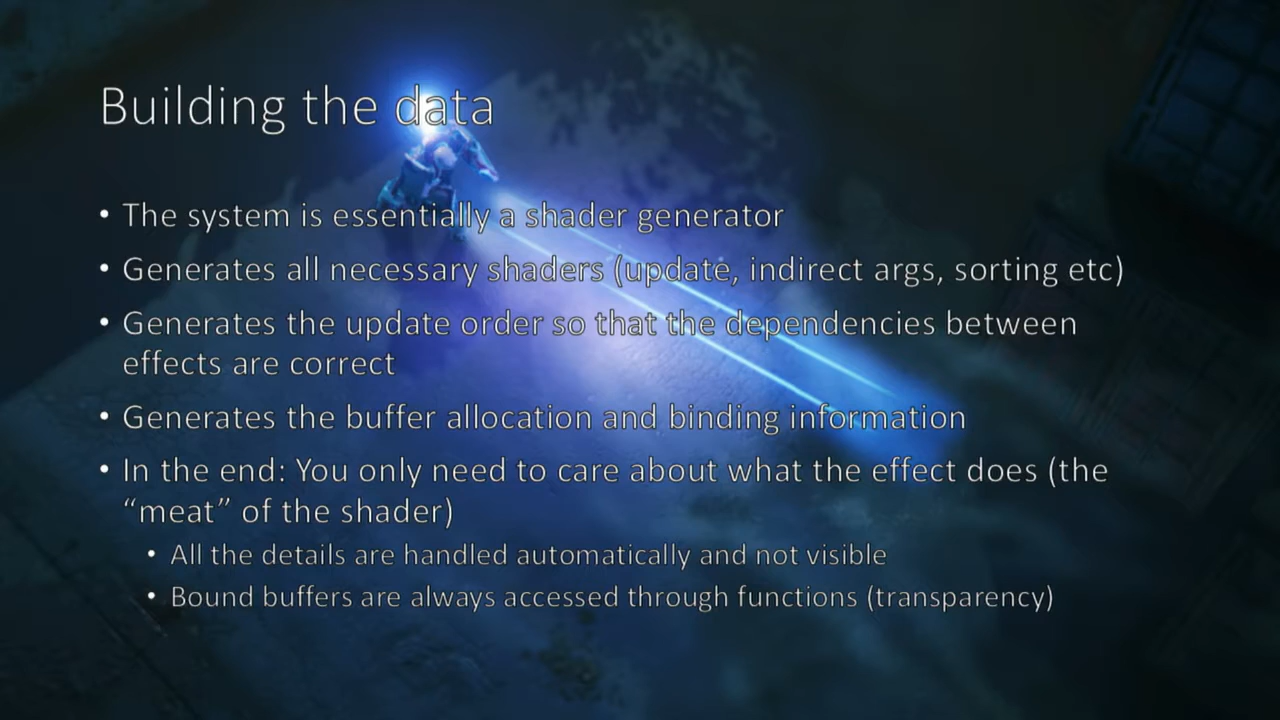 Building the data
• The system is essentially a shader generator
• Generates all necessary shaders (update, indirect args, sorting etc)
• Generates the update order so that the dependencies between
effects are correct
• Generates the buffer allocation and binding information
• In the end: You only need to care about what the effect does (the
“meat” of the shader)
• All the details are handled automatically and not visible
• Bound buffers are always accessed through functions (transparency)